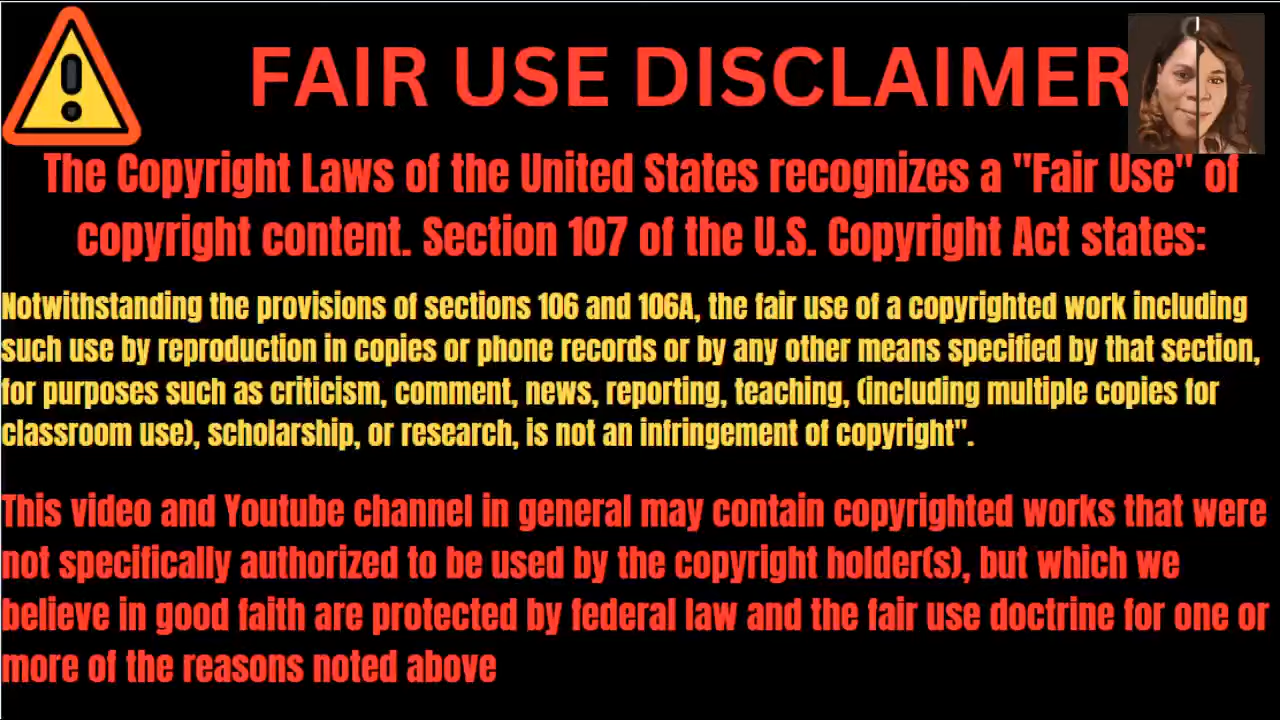 FAIR USE DISCLAIMER
The Copyright Laws of the United States recognizes a "Fair Use" of
copyright content. Section 107 of the U.S. Copyright Act states:
Notwithstanding the provisions of sections 106 and 106A, the fair use of a copyrighted work including
such use by reproduction in copies or phone records or by any other means specified by that section,
for purposes such as criticism, comment, news, reporting, teaching, (including multiple copies for
classroom use), scholarship, or research, is not an infringement of copyright".
This video and Youtube channel in general may contain copyrighted works that were
not specifically authorized to be used by the copyright holder(s), but which we
believe in good faith are protected by federal law and the fair use doctrine for one or
more of the reasons noted above